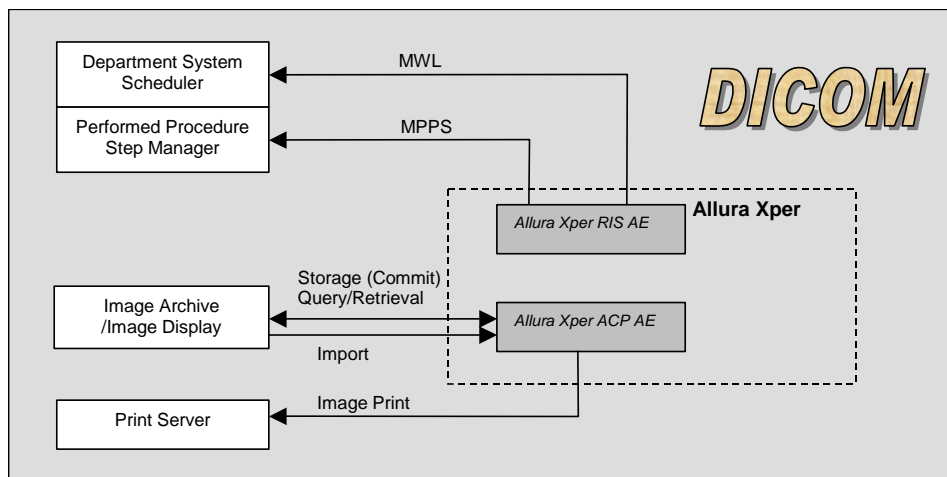 Department System
Scheduler
MWL
DICOM
Performed Procedure
Step Manager
MPPS
Allura Xper
Allura Xper RIS AE
Storage (Commit)
Query/Retrieval
Image Archive
/Image Display
Allura Xper ACP AE
Import
Image Print
Print Server